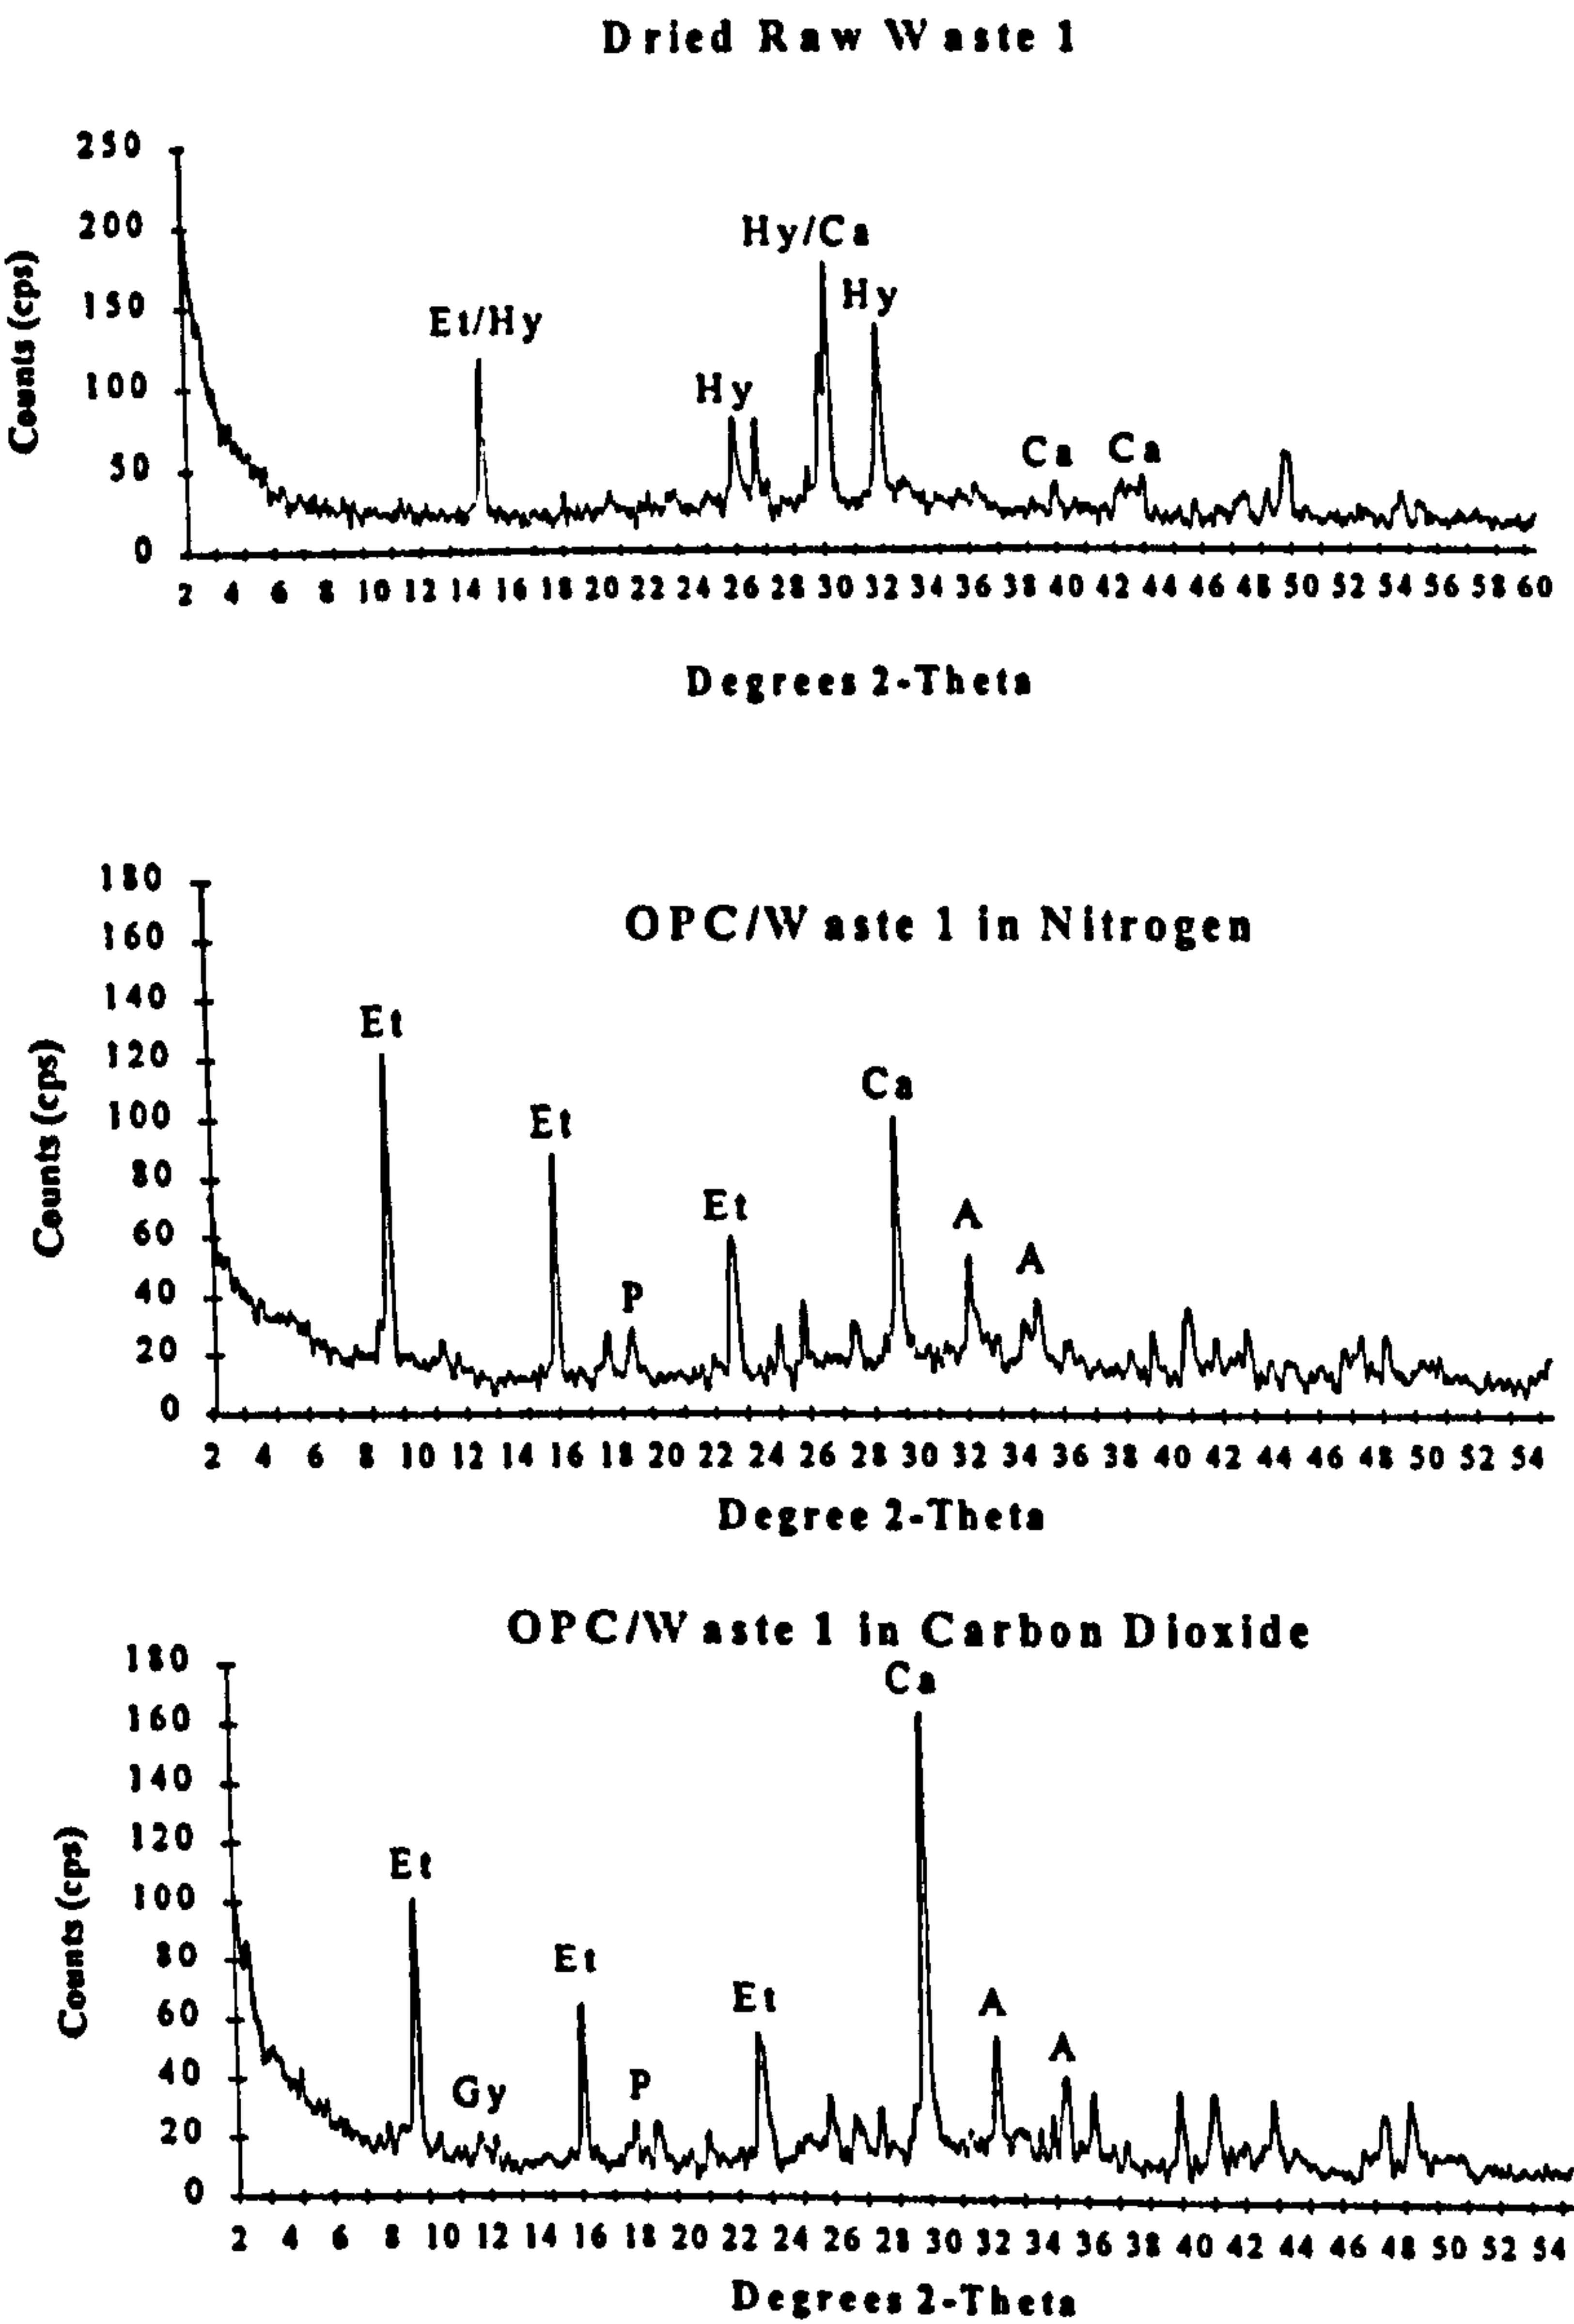 Dried Raw Waste 1
250
200
150
100
50
0
Counts (cps)
Et/Hy
Hy
Hy/Ca
Hy
Ca Ca
2 4 6 8 10 12 14 16 18 20 22 24 26 28 30 32 34 36 38 40 42 44 46 48 50 52 54 56 58 60
Degrees 2-Theta
OPC/Waste 1 in Nitrogen
180
160
140
120
100
80
60
40
20
0
Counts (cps)
Et
Et
P
Et
Ca
A
A
2 4 6 8 10 12 14 16 18 20 22 24 26 28 30 32 34 36 38 40 42 44 46 48 50 52 54
Degree 2-Theta
OPC/Waste 1 in Carbon Dioxide
180
160
140
120
100
80
60
40
20
0
Counts (cps)
Et
Gy
Et
P
Et
Ca
A
A
2 4 6 8 10 12 14 16 18 20 22 24 26 28 30 32 34 36 38 40 42 44 46 48 50 52 54
Degrees 2-Theta